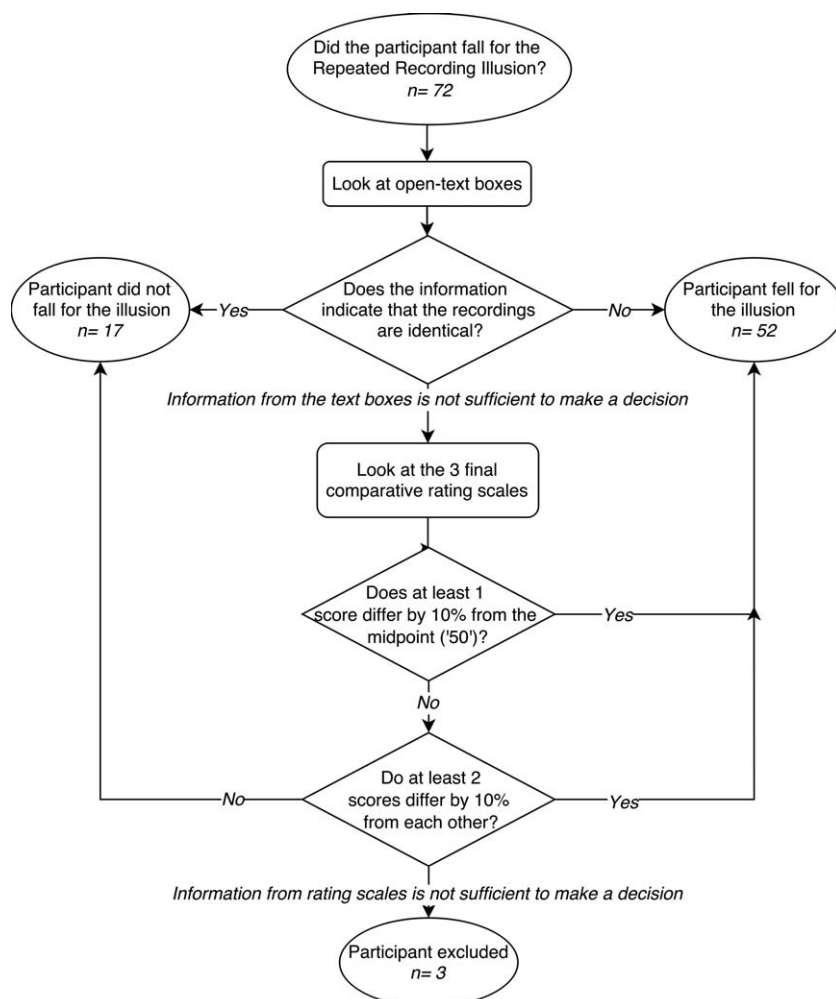 Did the participant fall for the
Repeated Recording Illusion?
n= 72
Look at open-text boxes
Participant did not
fall for the illusion
n= 17
Yes
Does the information
indicate that the recordings
are identical?
No
Participant fell for
the illusion
n= 52
Information from the text boxes is not sufficient to make a decision
Look at the 3 final
comparative rating scales
Does at least 1
score differ by 10% from the
midpoint ('50')?
Yes
No
No
Do at least 2
scores differ by 10%
from each other?
Yes
Information from rating scales is not sufficient to make a decision
Participant excluded
n= 3